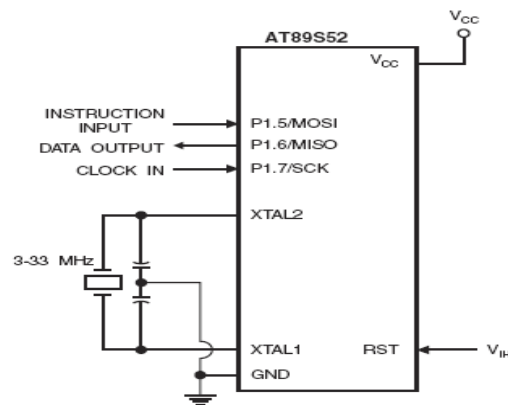 VCC
AT89S52
VCC
INSTRUCTION
INPUT
P1.5/MOSI
DATA OUTPUT
P1.6/MISO
CLOCK IN
P1.7/SCK
XTAL2
3-33 MHz
XTAL1
RST
GND